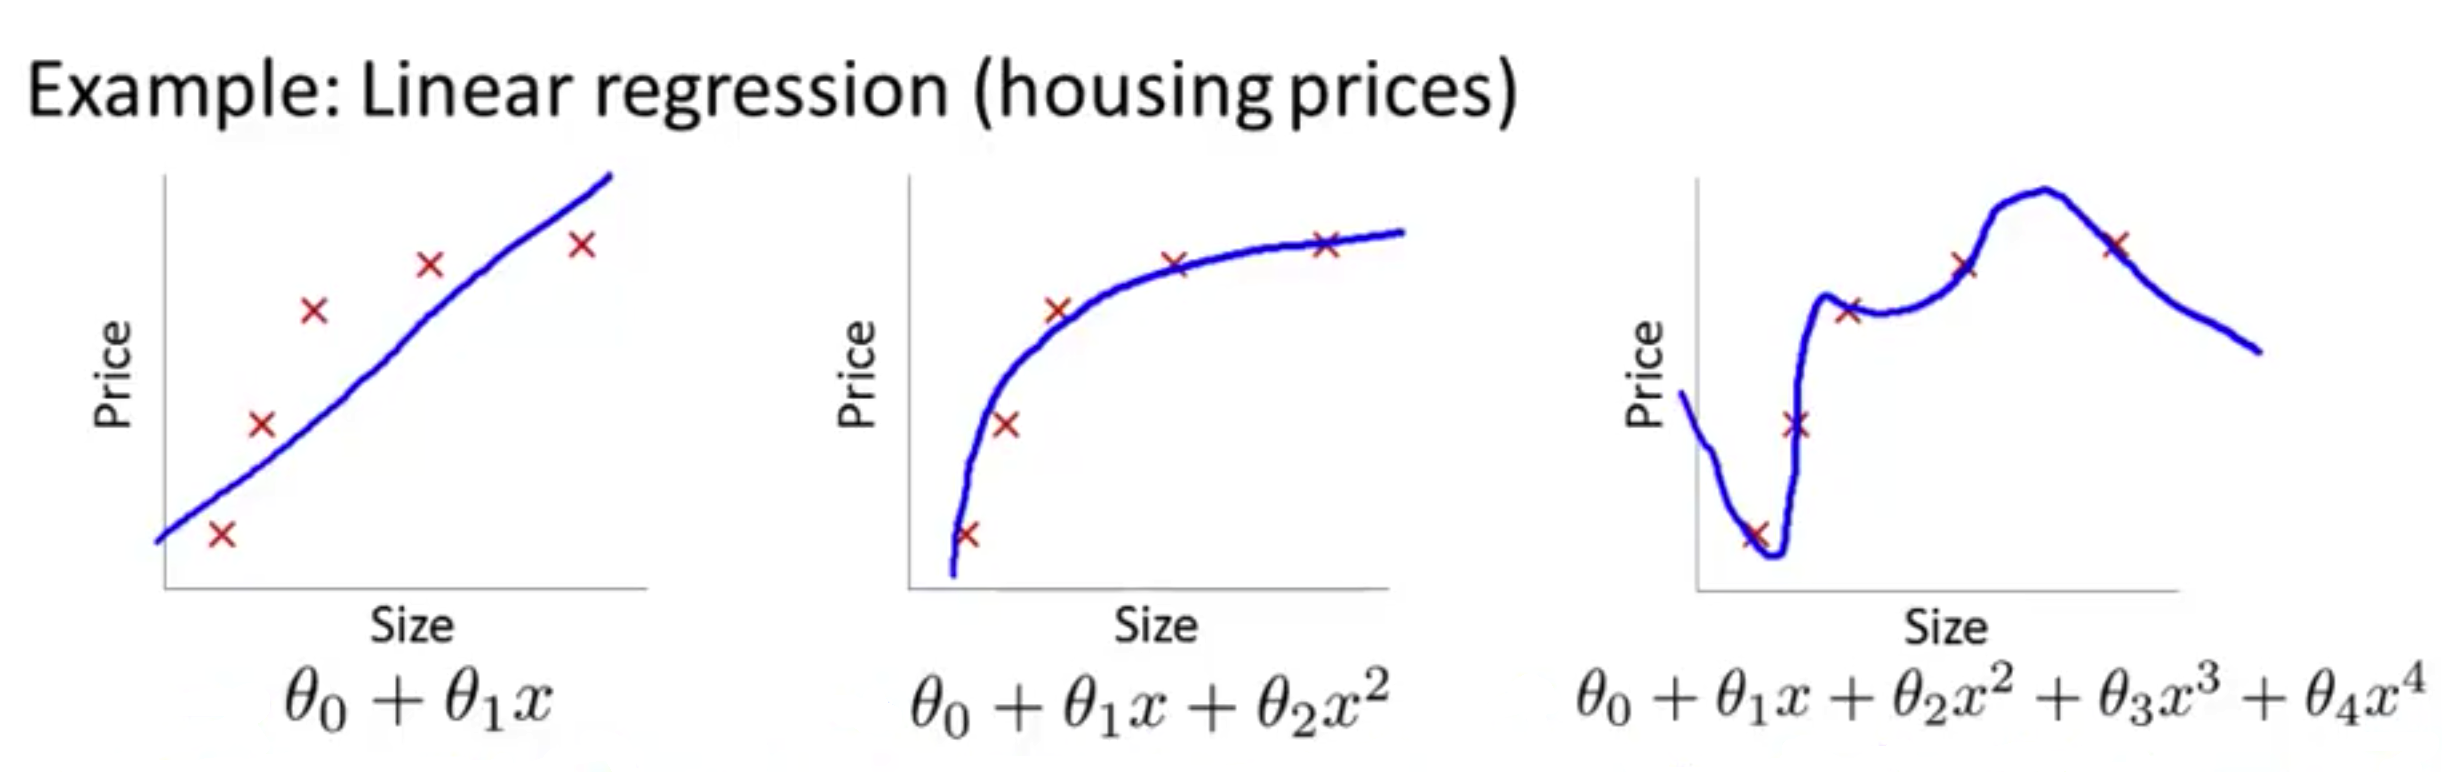 Example: Linear regression (housing prices)
Price
Size
θ₀ + θ₁x
Price
Size
θ₀ + θ₁x + θ₂x²
Price
Size
θ₀ + θ₁x + θ₂x² + θ₃x³ + θ₄x⁴